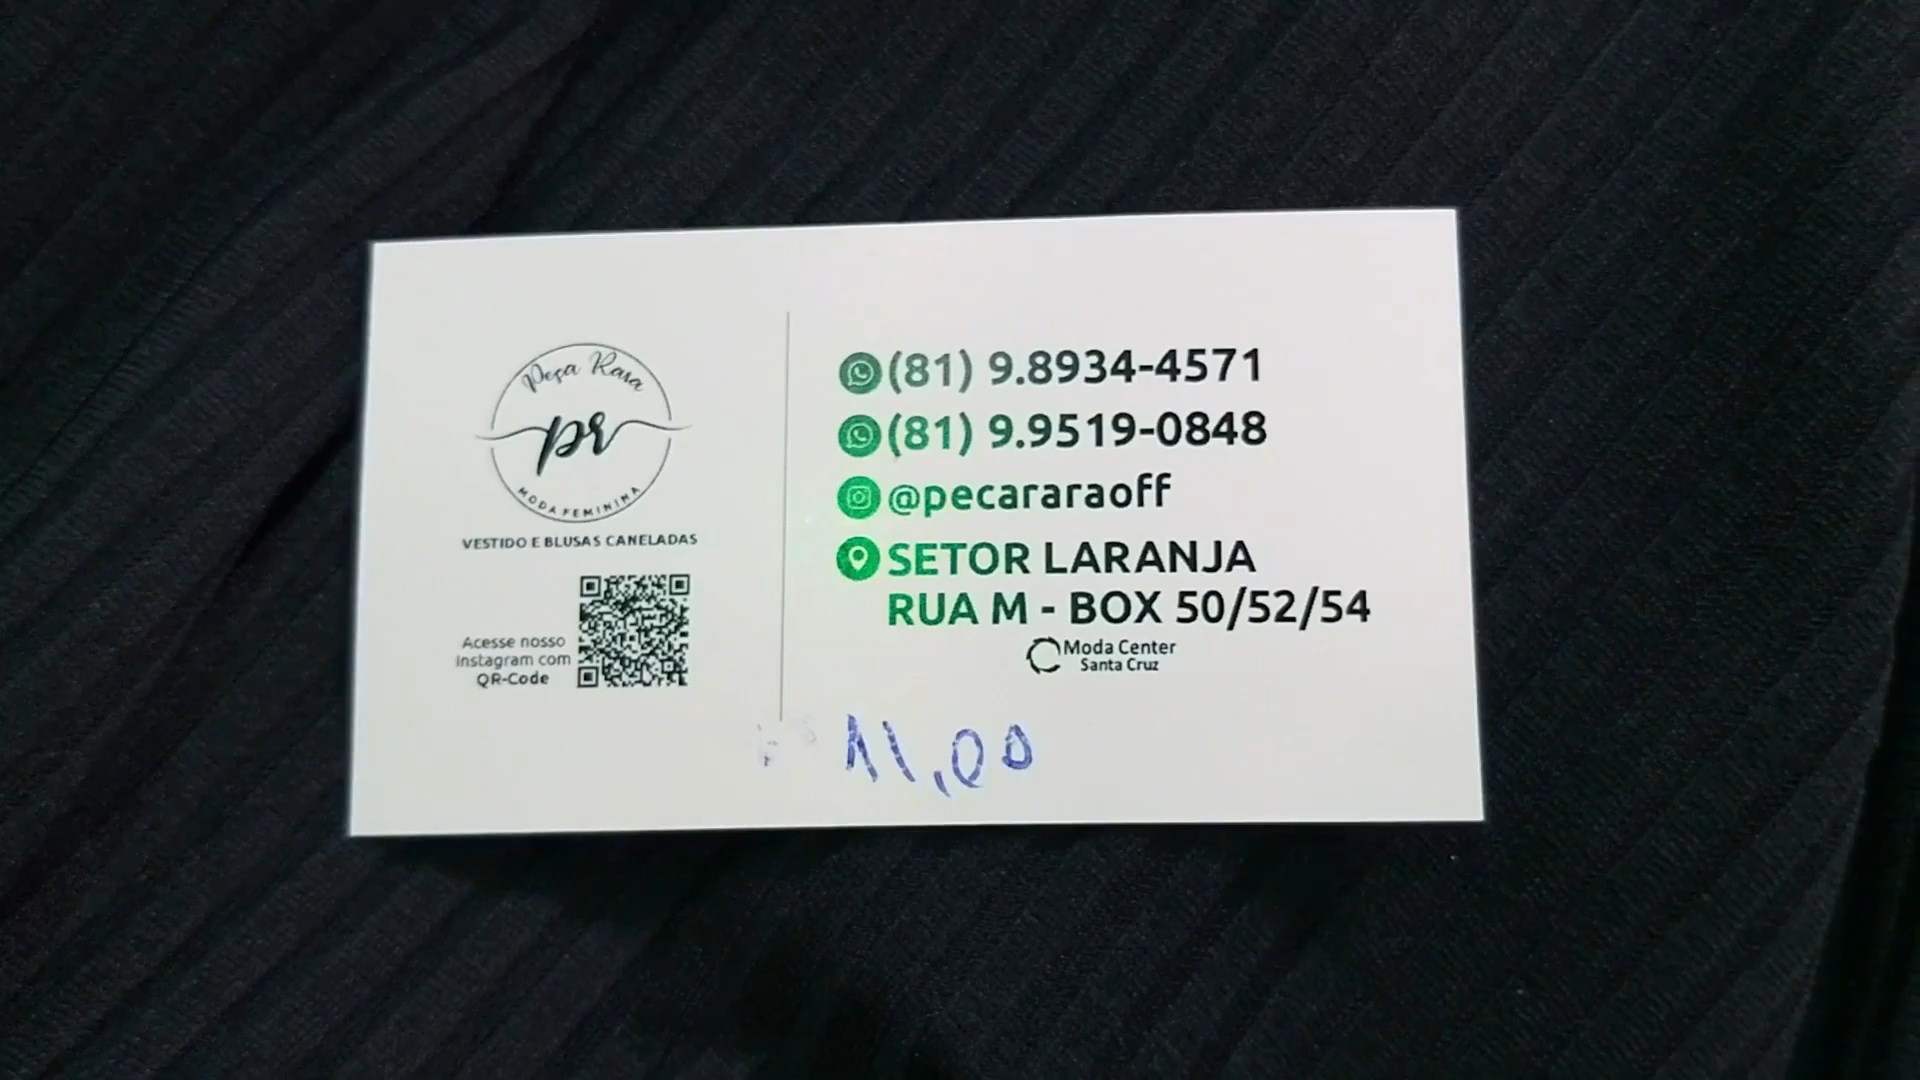 Peça Rara
pr
MODA FEMININA
VESTIDO E BLUSAS CANELADAS
Acesse nosso
Instagram com
QR-Code
(81) 9.8934-4571
(81) 9.9519-0848
@pecararaoff
SETOR LARANJA
RUA M - BOX 50/52/54
Moda Center
Santa Cruz
11,00